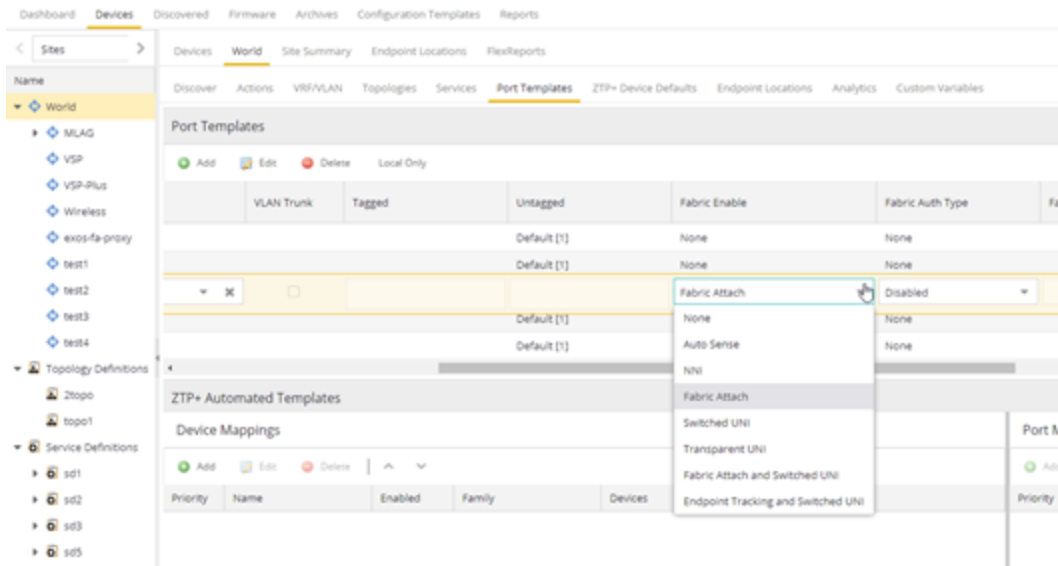 Dashboard Devices Discovered Firmware Archives Configuration Templates Reports
Sites Devices World Site Summary Endpoint Locations FlexReports
Name Discover Actions VRF/VLAN Topologies Services Port Templates ZTP+ Device Defaults Endpoint Locations Analytics Custom Variables
World
MLAG Port Templates
VSP Add Edit Delete Local Only
VSP-Plus
Wireless VLAN Trunk Tagged Untagged Fabric Enable Fabric Auth Type Fa
exos-fa-proxy Default [1] None None
test1 Default [1] None None
test2 Fabric Attach Disabled
test3 Default [1] None None
test4 Default [1] Auto Sense None
Topology Definitions NNI
2topo ZTP+ Automated Templates Fabric Attach
topo1 Device Mappings Switched UNI Port M
Service Definitions Transparent UNI
sd1 Add Edit Delete Fabric Attach and Switched UNI Add
sd2 Priority Name Enabled Family Devices Endpoint Tracking and Switched UNI Priority
sd3
sd5